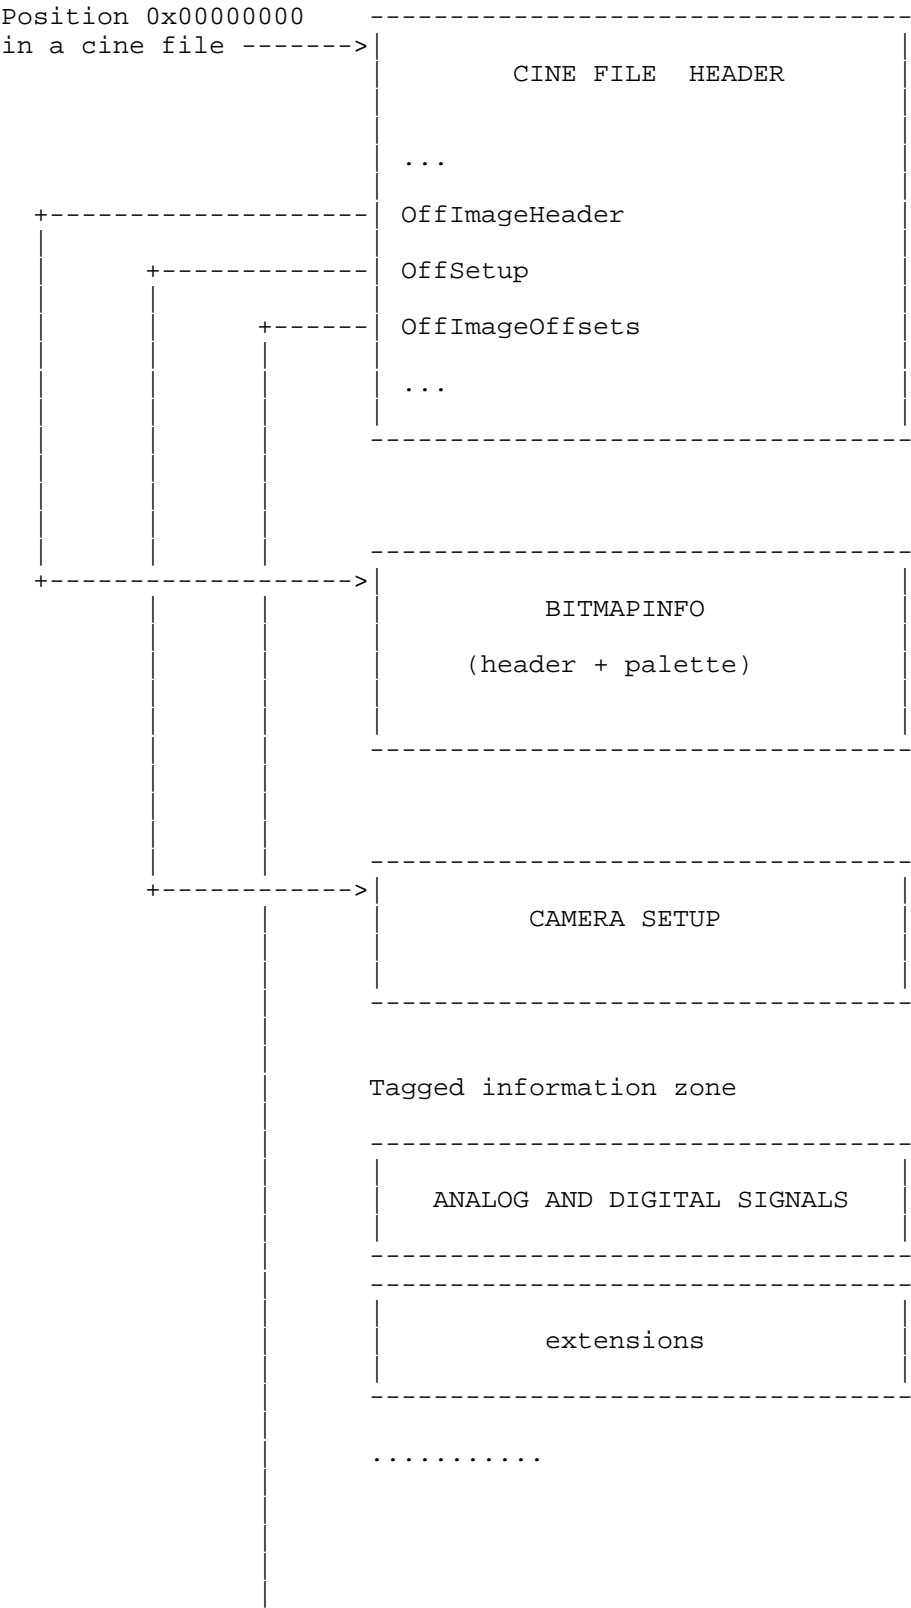 Position 0x00000000
in a cine file ------->
CINE FILE  HEADER
...
OffImageHeader
OffSetup
OffImageOffsets
...
BITMAPINFO
(header + palette)
CAMERA SETUP
Tagged information zone
ANALOG AND DIGITAL SIGNALS
extensions
...........